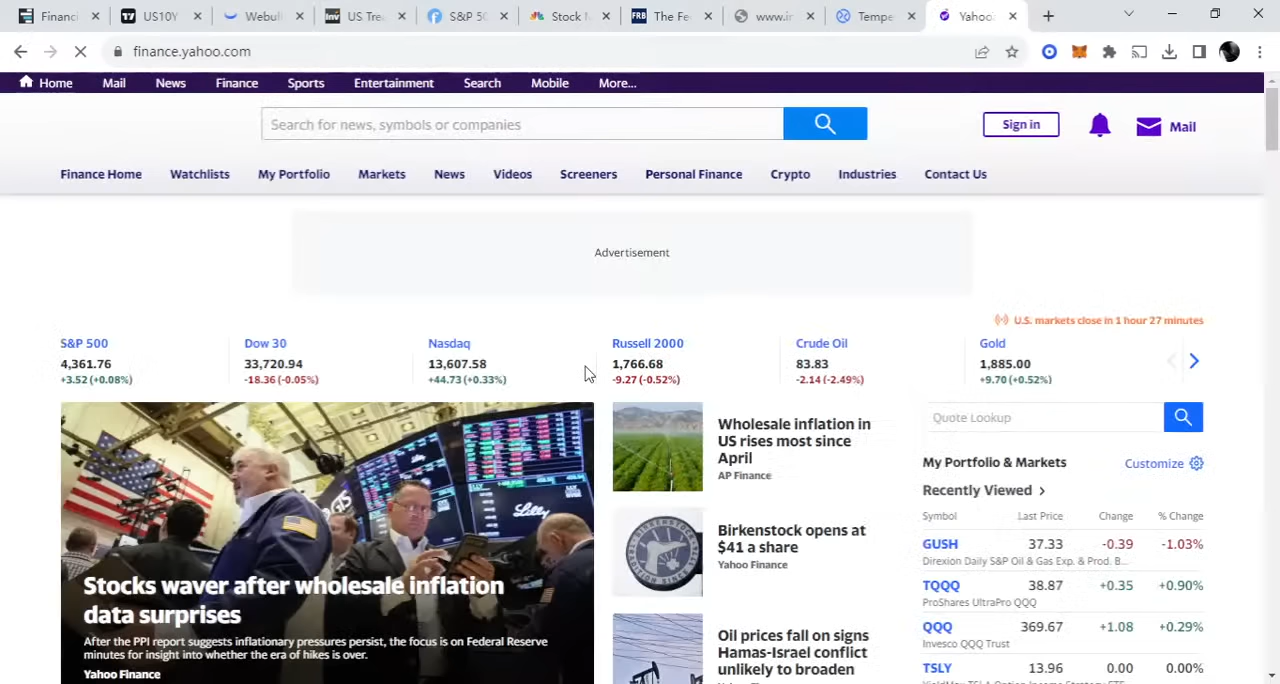 Financi
US10Y
Webull
US Trea
S&P 50
Stock M
The Fe
www.in
Tempe
Yahoo
finance.yahoo.com
Home Mail News Finance Sports Entertainment Search Mobile More...
Search for news, symbols or companies
Sign in
Mail
Finance Home Watchlists My Portfolio Markets News Videos Screeners Personal Finance Crypto Industries Contact Us
Advertisement
U.S. markets close in 1 hour 27 minutes
S&P 500
4,361.76
+3.52 (+0.08%)
Dow 30
33,720.94
-18.36 (-0.05%)
Nasdaq
13,607.58
+44.73 (+0.33%)
Russell 2000
1,766.68
-9.27 (-0.52%)
Crude Oil
83.83
-2.14 (-2.49%)
Gold
1,885.00
+9.70 (+0.52%)
Lilly
Stocks waver after wholesale inflation
data surprises
After the PPI report suggests inflationary pressures persist, the focus is on Federal Reserve
minutes for insight into whether the era of hikes is over.
Yahoo Finance
Wholesale inflation in
US rises most since
April
AP Finance
Birkenstock opens at
$41 a share
Yahoo Finance
Oil prices fall on signs
Hamas-Israel conflict
unlikely to broaden
Quote Lookup
My Portfolio & Markets
Customize
Recently Viewed
Symbol Last Price Change % Change
GUSH 37.33 -0.39 -1.03%
Direxion Daily S&P Oil & Gas Exp. & Prod. B...
TQQQ 38.87 +0.35 +0.90%
ProShares UltraPro QQQ
QQQ 369.67 +1.08 +0.29%
Invesco QQQ Trust
TSLY 13.96 0.00 0.00%